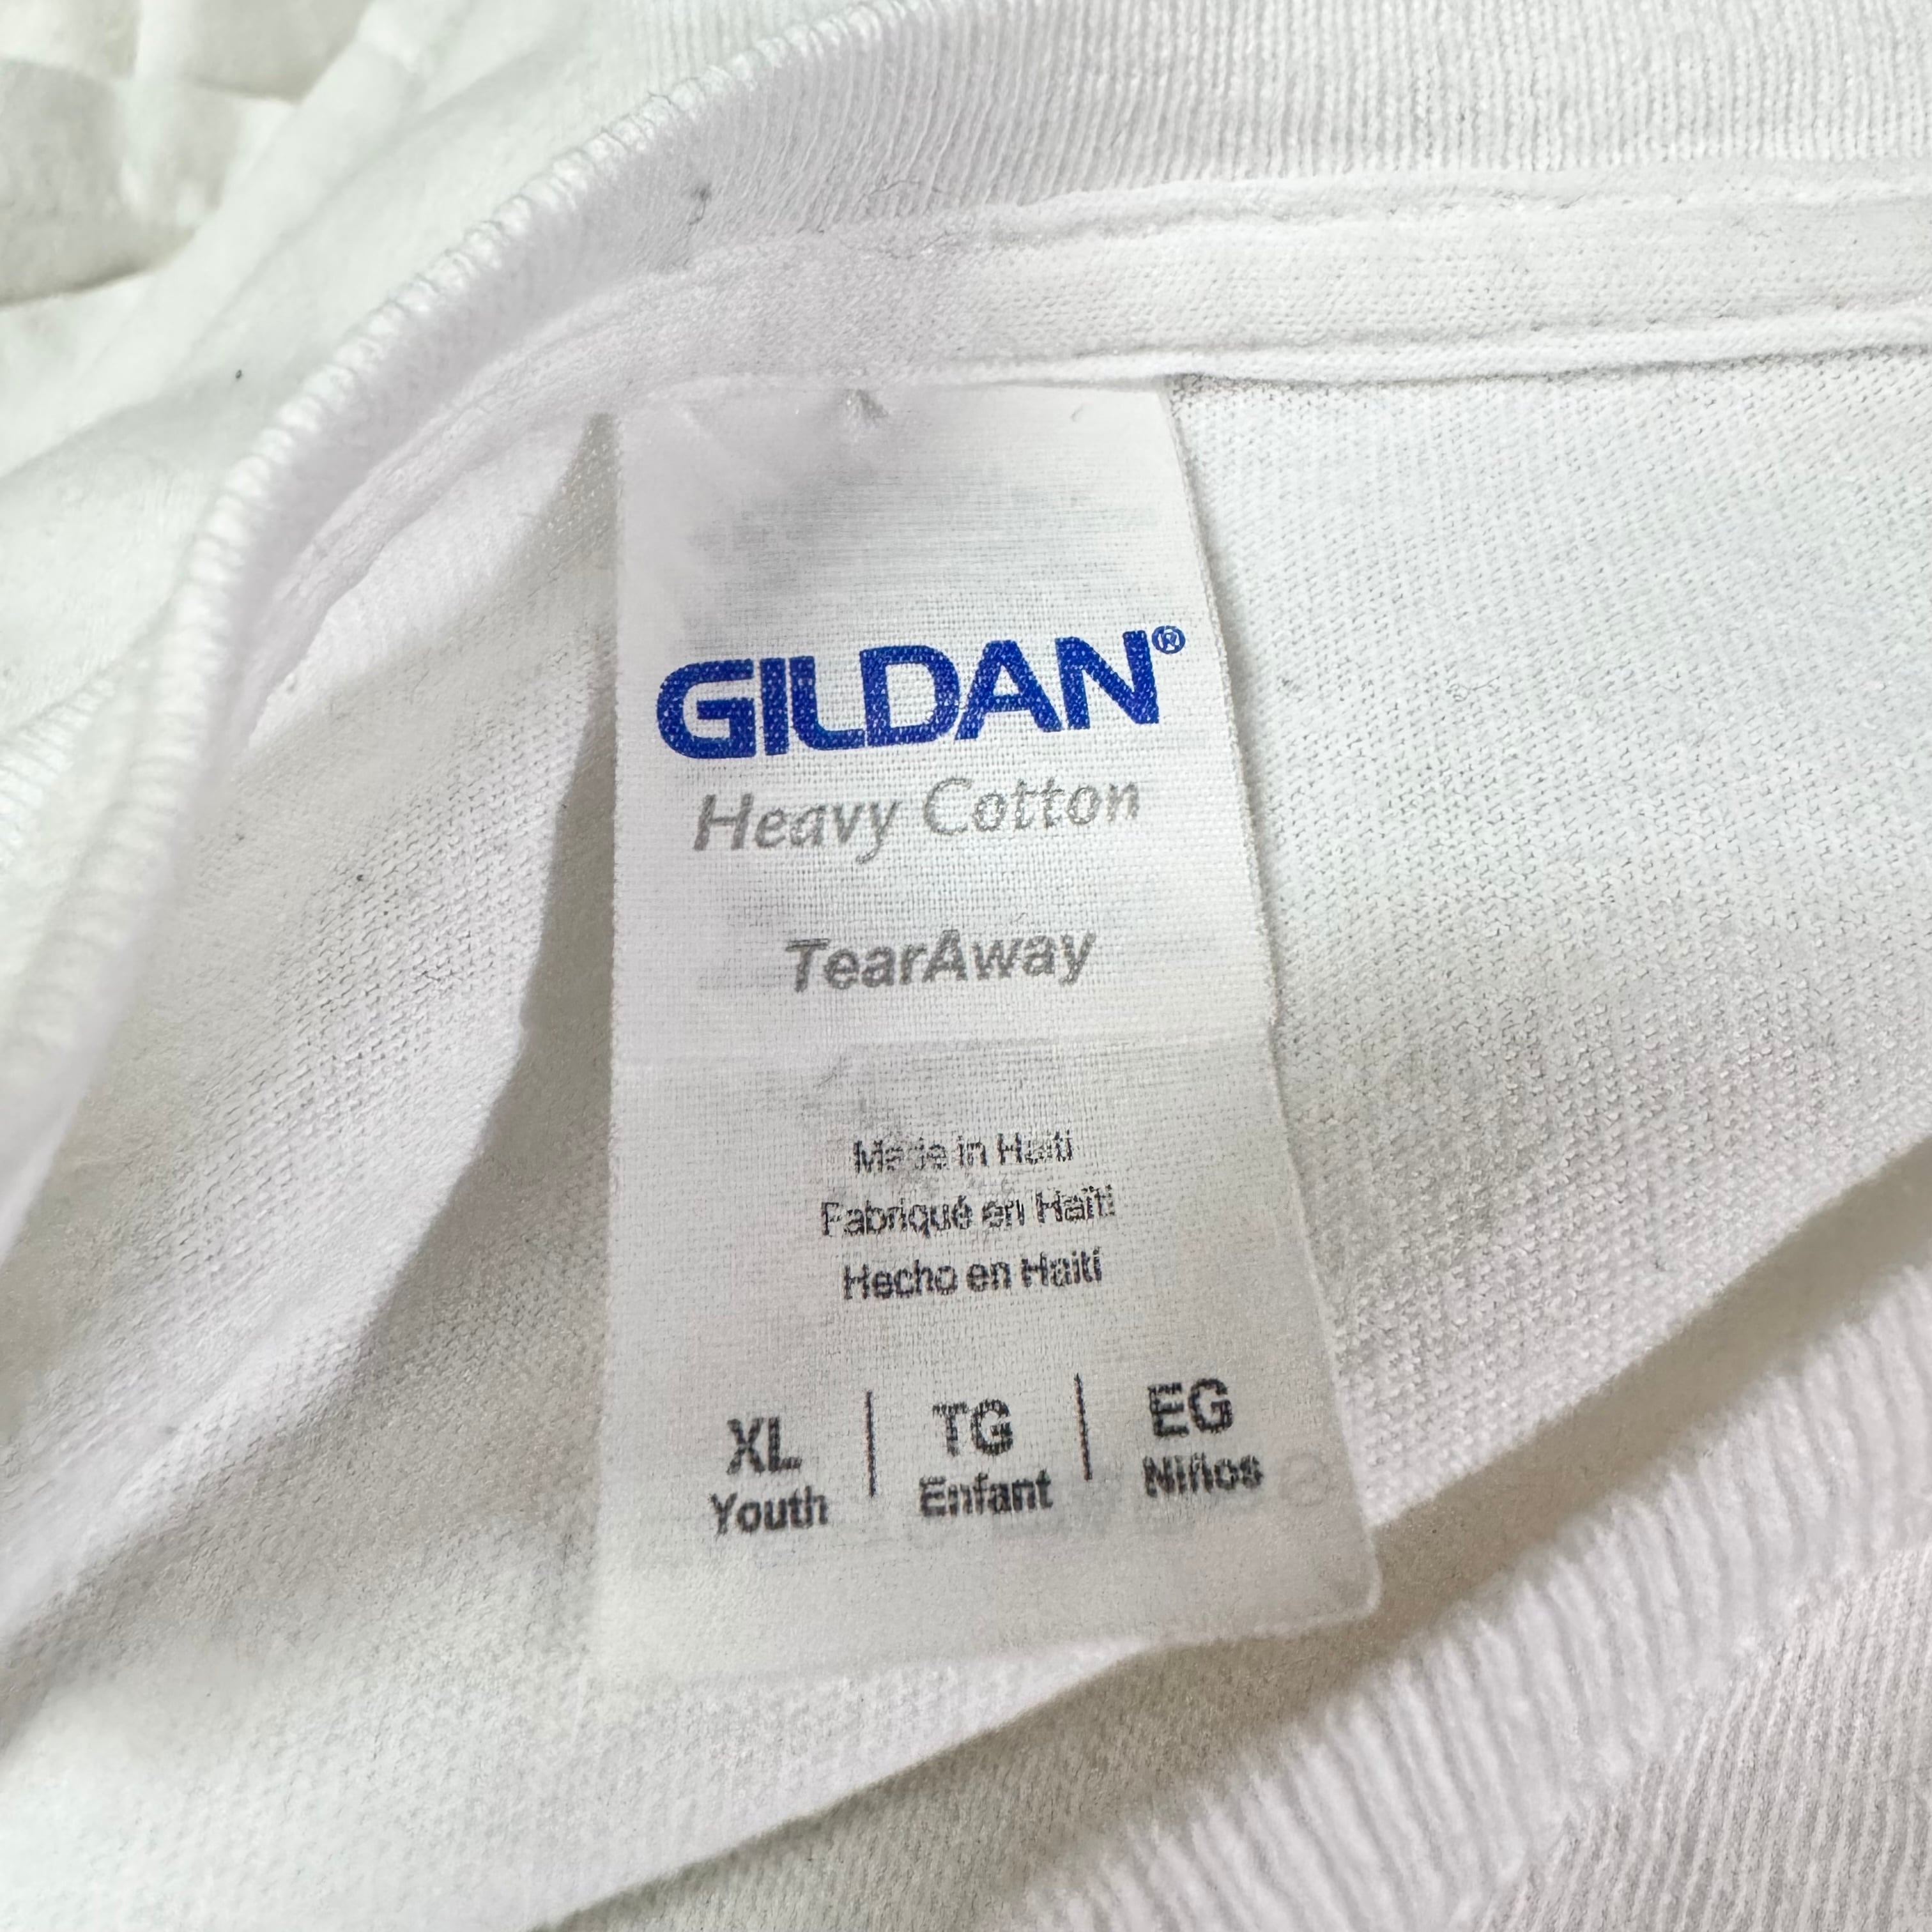 GILDAN®
Heavy Cotton
TearAway
Made in Haiti
Fabriqué en Haïti
Hecho en Haití
XL | TG | EG
Youth | Enfant | Niños